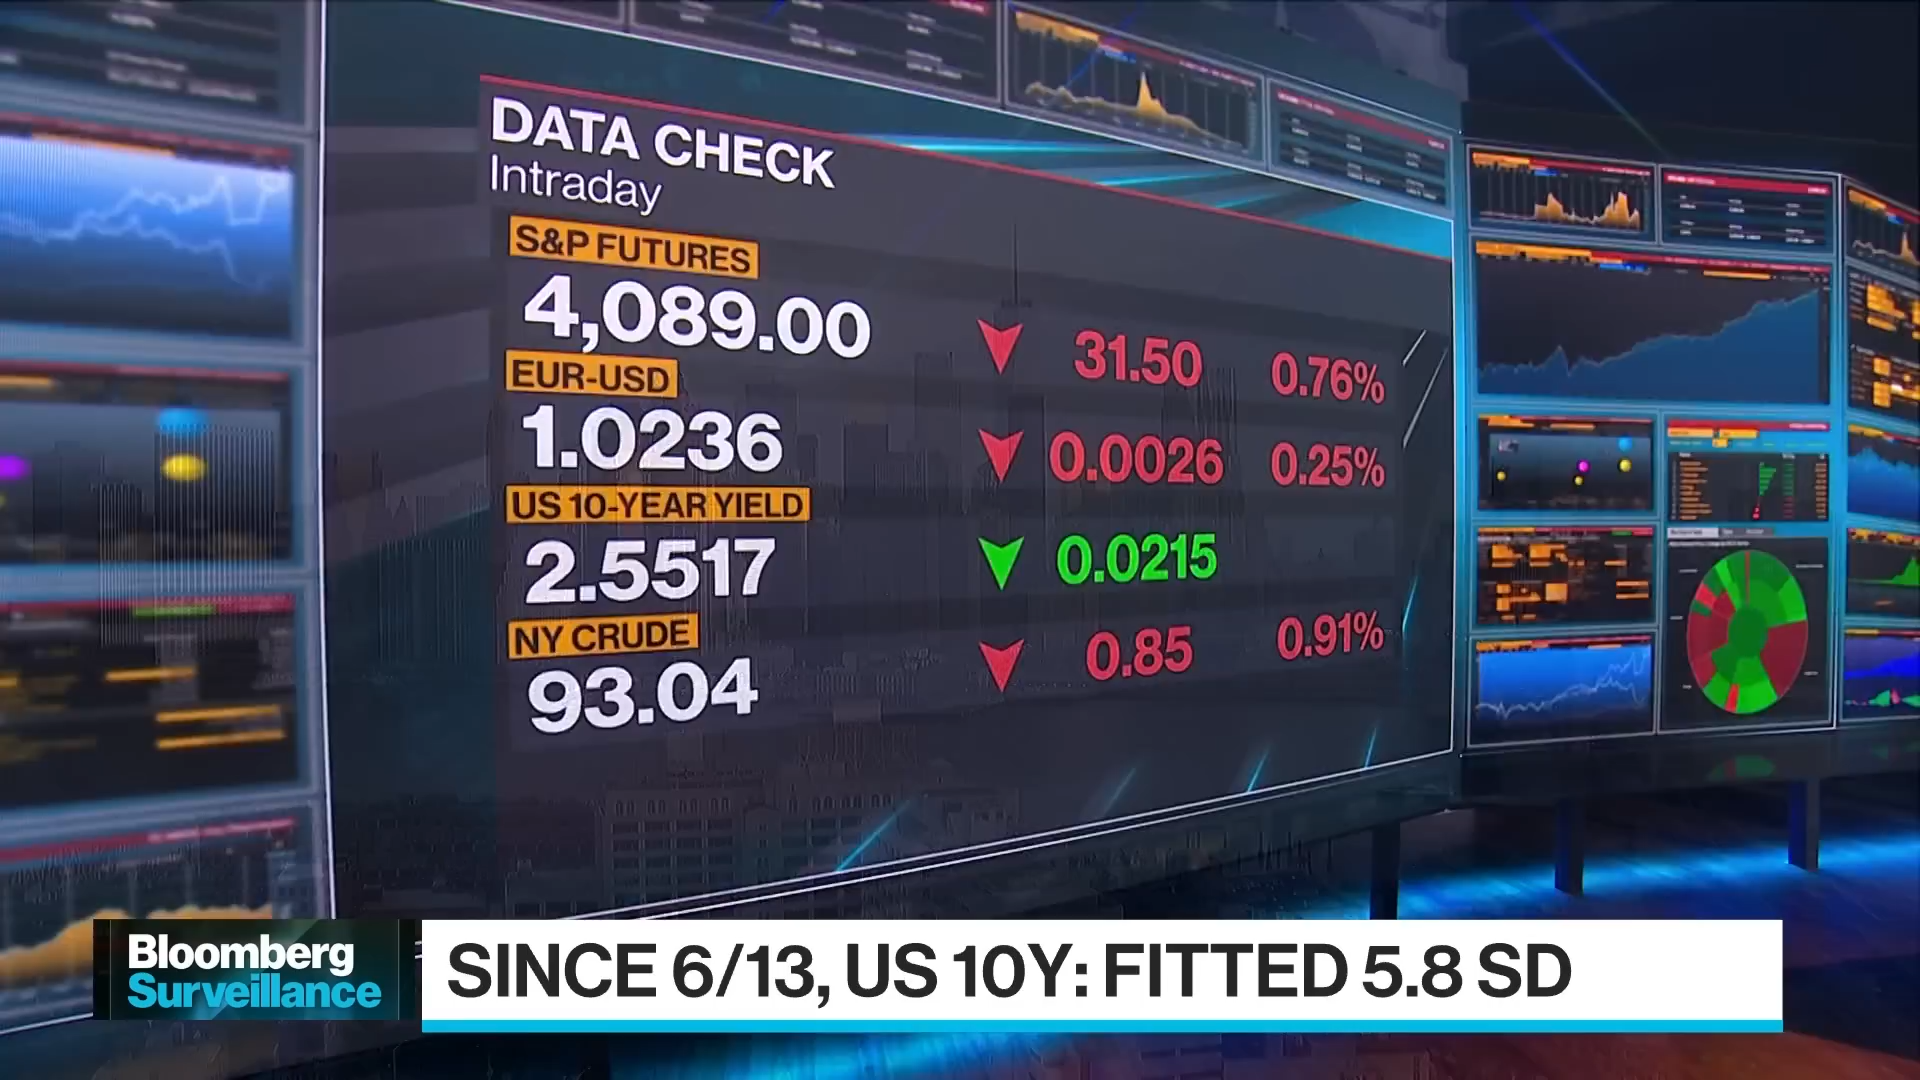 DATA CHECK
Intraday
S&P FUTURES
4,089.00 31.50 0.76%
EUR-USD
1.0236 0.0026 0.25%
US 10-YEAR YIELD
2.5517 0.0215
NY CRUDE
93.04 0.85 0.91%
Bloomberg
Surveillance
SINCE 6/13, US 10Y: FITTED 5.8 SD